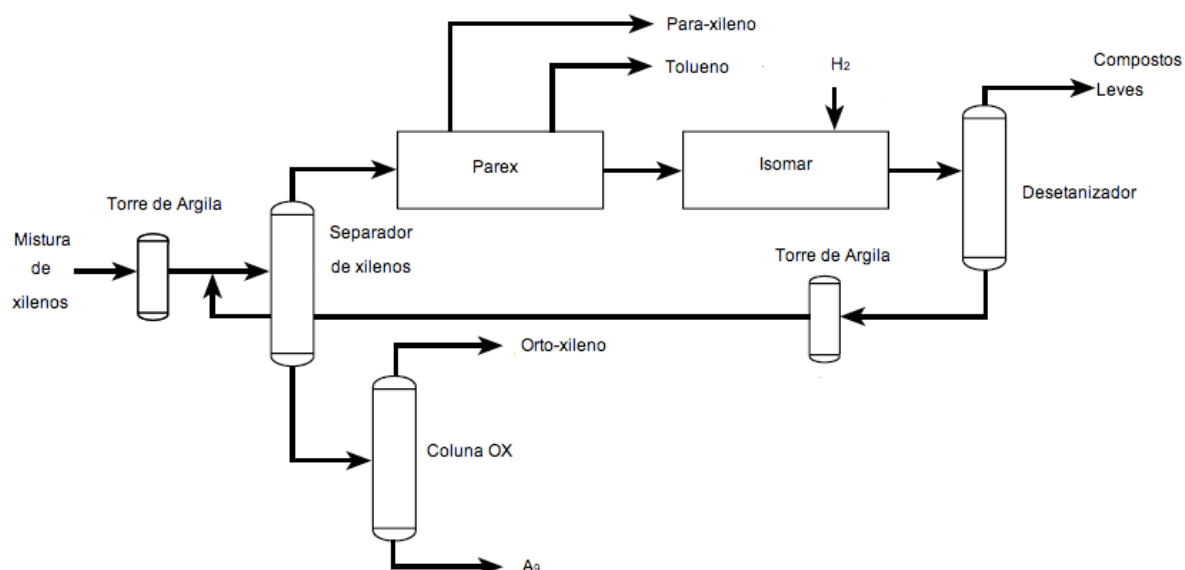 Para-xileno
Tolueno
H2
Compostos
Leves
Parex
Isomar
Desetanizador
Torre de Argila
Mistura
de
xilenos
Separador
de xilenos
Torre de Argila
Orto-xileno
Coluna OX
A9